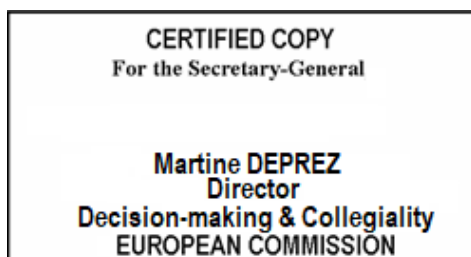 CERTIFIED COPY
For the Secretary-General
Martine DEPREZ
Director
Decision-making & Collegiality
EUROPEAN COMMISSION